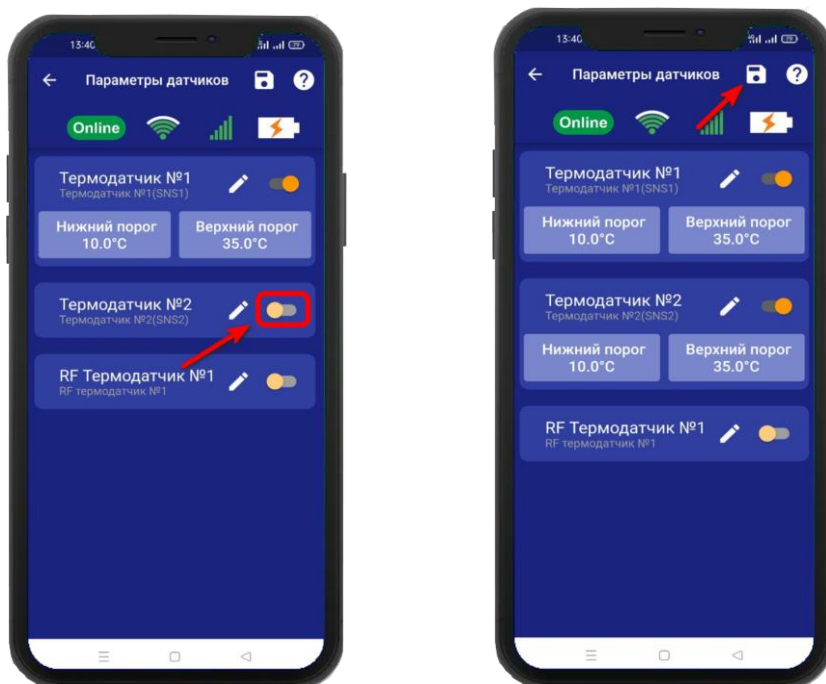 13:40
Параметры датчиков
Online
Термодатчик №1
Термодатчик №1(SNS1)
Нижний порог
10.0°C
Верхний порог
35.0°C
Термодатчик №2
Термодатчик №2(SNS2)
RF Термодатчик №1
RF термодатчик №1
13:40
Параметры датчиков
Online
Термодатчик №1
Термодатчик №1(SNS1)
Нижний порог
10.0°C
Верхний порог
35.0°C
Термодатчик №2
Термодатчик №2(SNS2)
Нижний порог
10.0°C
Верхний порог
35.0°C
RF Термодатчик №1
RF термодатчик №1